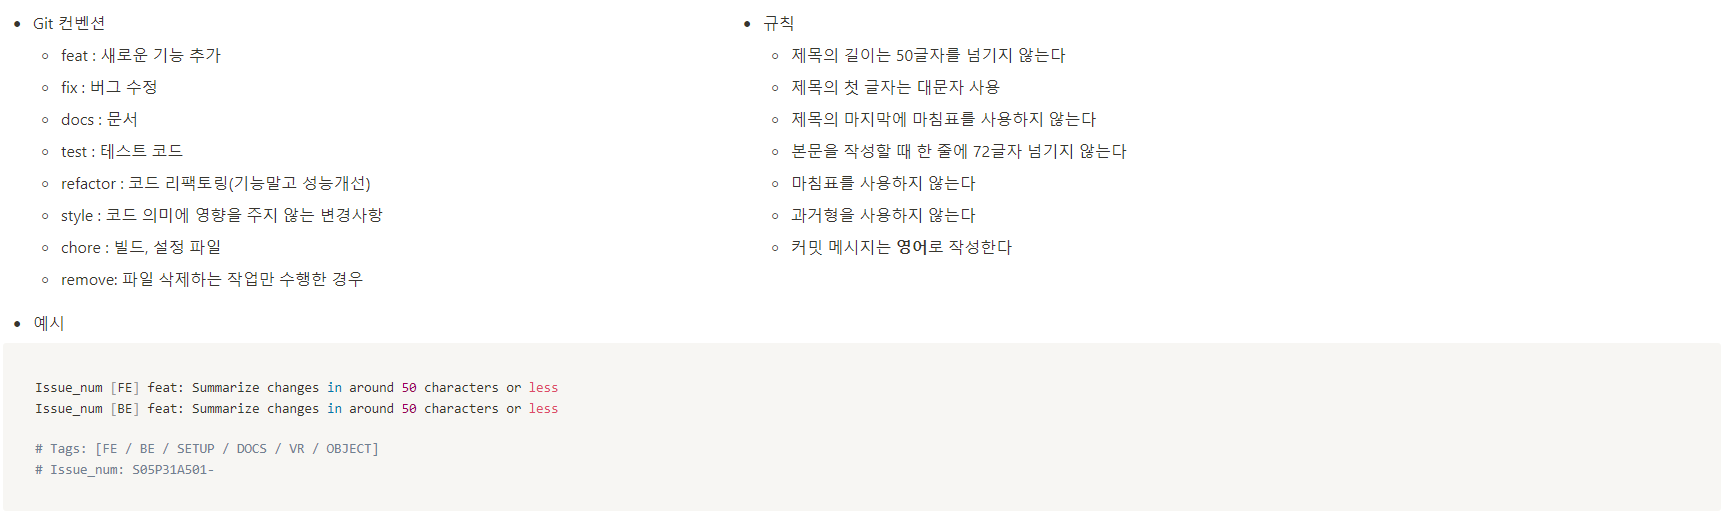 Git 컨벤션
feat : 새로운 기능 추가
fix : 버그 수정
docs : 문서
test : 테스트 코드
refactor : 코드 리팩토링(기능말고 성능개선)
style : 코드 의미에 영향을 주지 않는 변경사항
chore : 빌드, 설정 파일
remove: 파일 삭제하는 작업만 수행한 경우
규칙
제목의 길이는 50글자를 넘기지 않는다
제목의 첫 글자는 대문자 사용
제목의 마지막에 마침표를 사용하지 않는다
본문을 작성할 때 한 줄에 72글자 넘기지 않는다
마침표를 사용하지 않는다
과거형을 사용하지 않는다
커밋 메시지는 영어로 작성한다
예시
Issue_num [FE] feat: Summarize changes in around 50 characters or less
Issue_num [BE] feat: Summarize changes in around 50 characters or less
# Tags: [FE / BE / SETUP / DOCS / VR / OBJECT]
# Issue_num: S05P31A501-